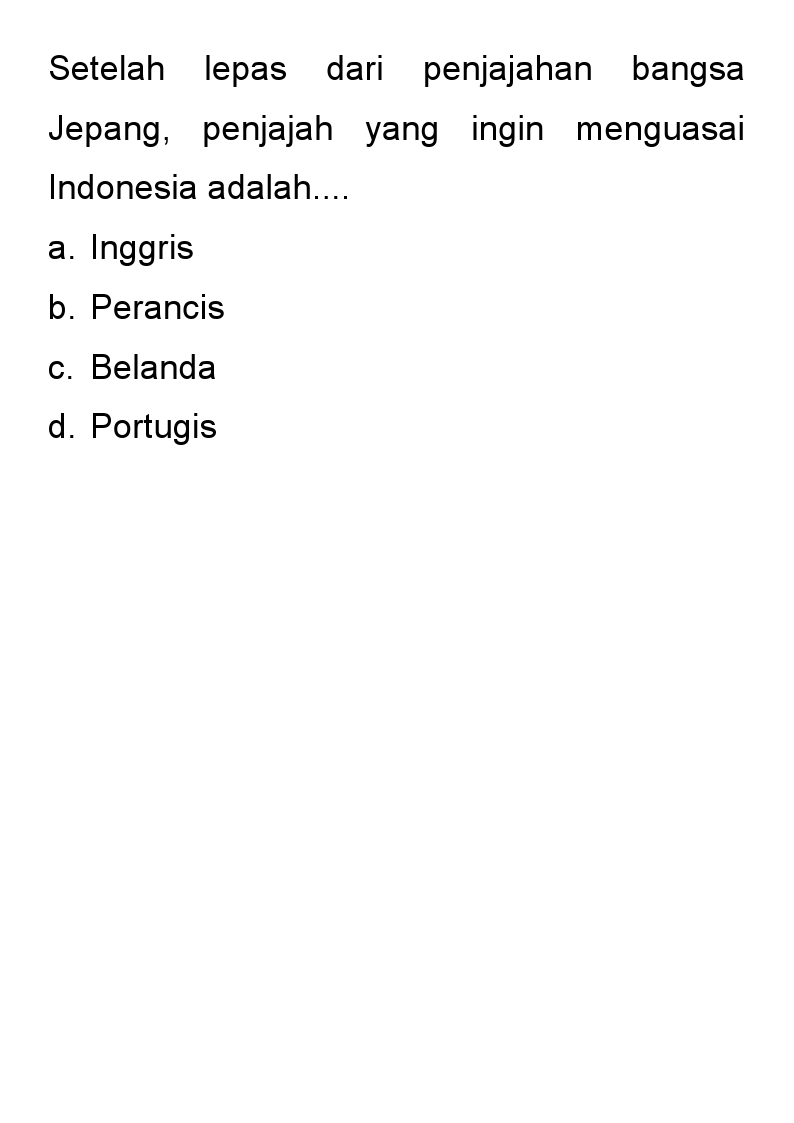 Setelah lepas dari penjajahan bangsa
Jepang, penjajah yang ingin menguasai
Indonesia adalah....
a. Inggris
b. Perancis
c. Belanda
d. Portugis